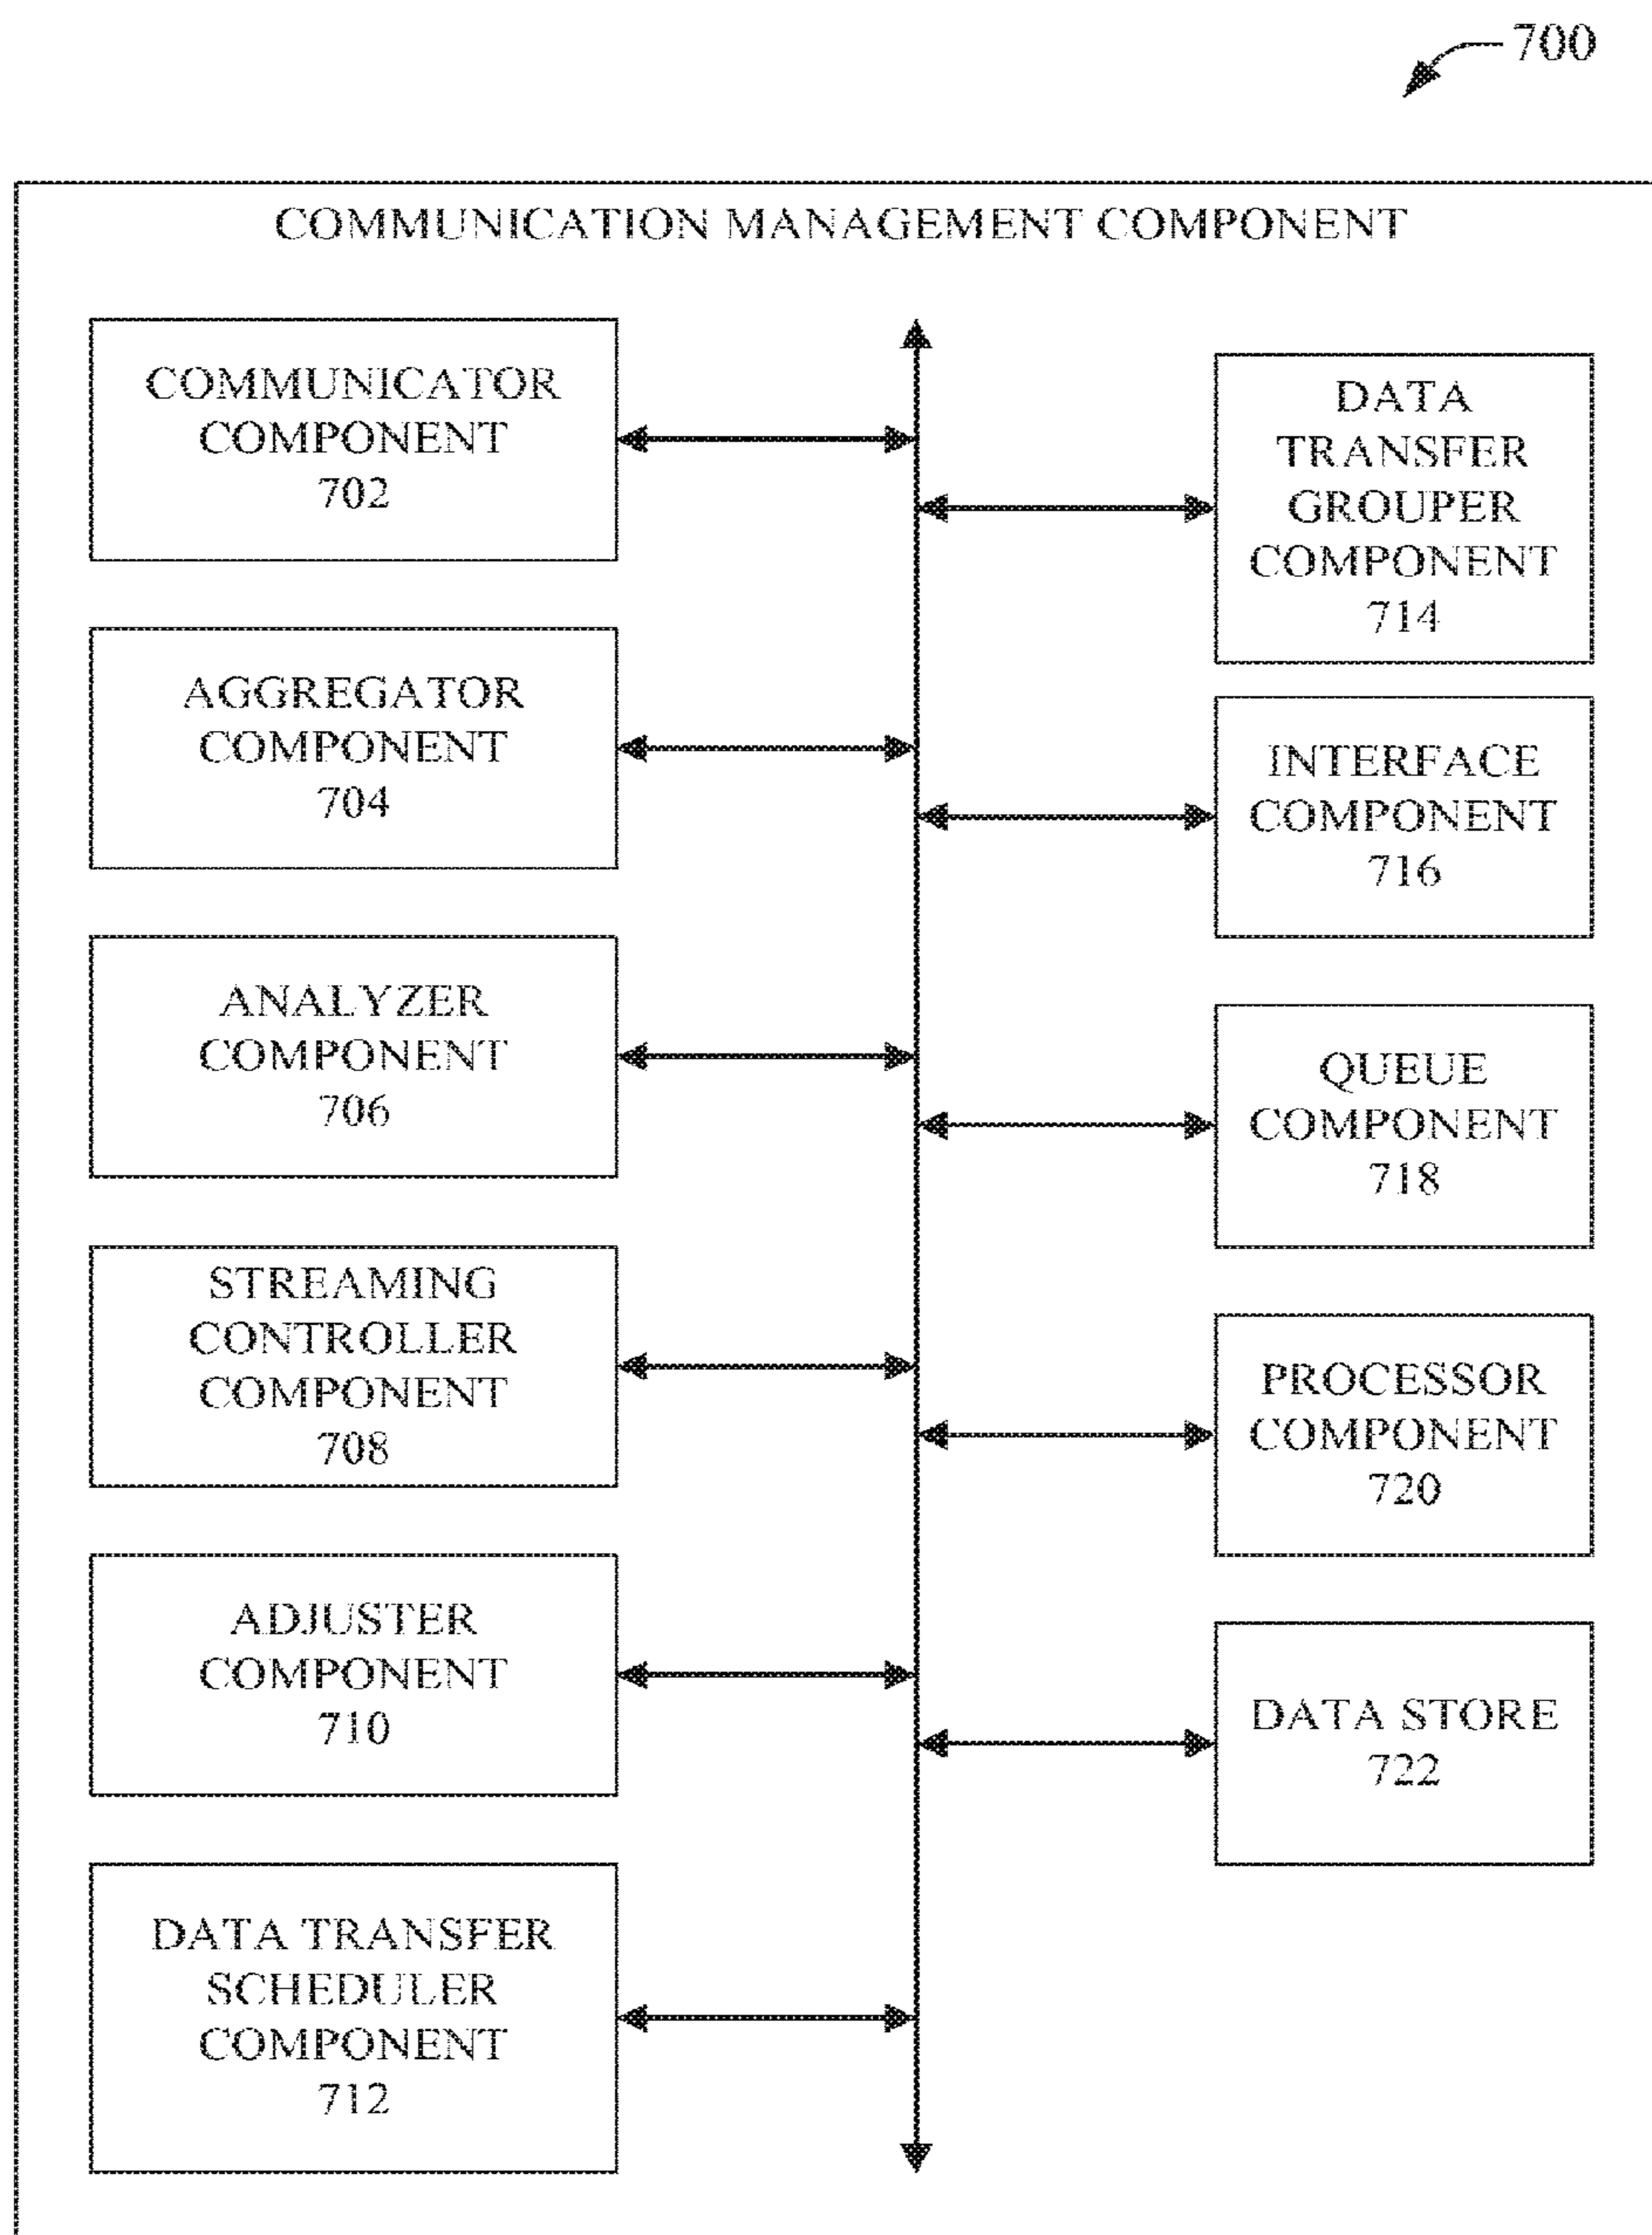 700
COMMUNICATION MANAGEMENT COMPONENT
COMMUNICATOR
COMPONENT
702
AGGREGATOR
COMPONENT
704
ANALYZER
COMPONENT
706
STREAMING
CONTROLLER
COMPONENT
708
ADJUSTER
COMPONENT
710
DATA TRANSFER
SCHEDULER
COMPONENT
712
DATA
TRANSFER
GROUPER
COMPONENT
714
INTERFACE
COMPONENT
716
QUEUE
COMPONENT
718
PROCESSOR
COMPONENT
720
DATA STORE
722